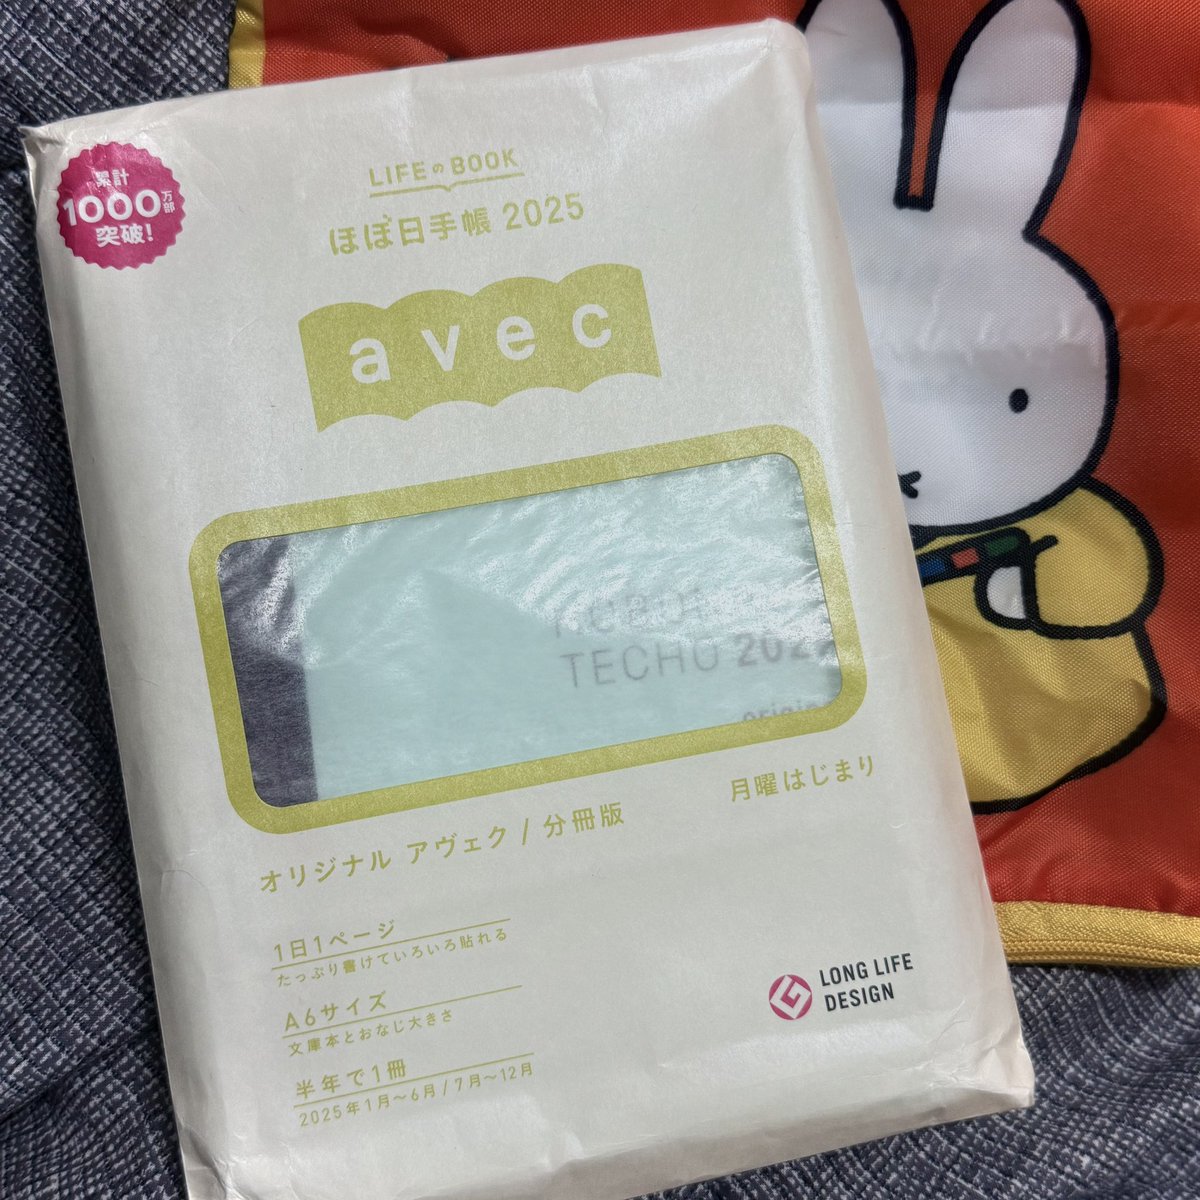 累計
1000万部
突破!
LIFEのBOOK
ほぼ日手帳 2025
avec
TECHO 2025
オリジナル アヴェク / 分冊版
月曜はじまり
1日1ページ
たっぷり書けていろいろ貼れる
A6サイズ
文庫本とおなじ大きさ
半年で1冊
2025年1月〜6月 / 7月〜12月
LONG LIFE
DESIGN